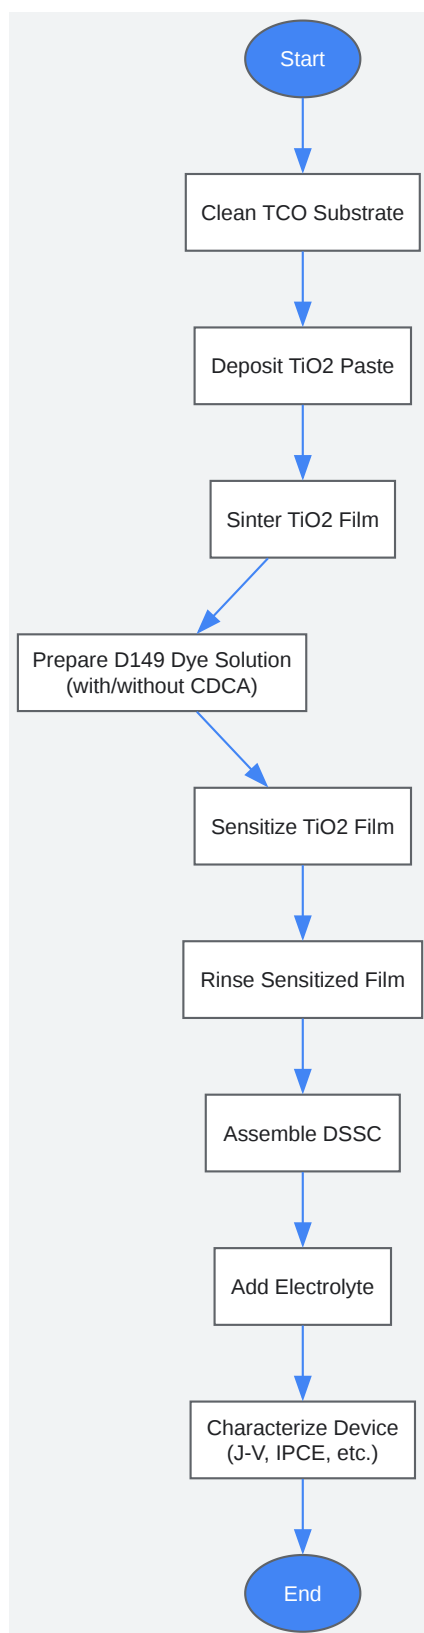 Start
Clean TCO Substrate
Deposit TiO2 Paste
Sinter TiO2 Film
Prepare D149 Dye Solution
(with/without CDCA)
Sensitize TiO2 Film
Rinse Sensitized Film
Assemble DSSC
Add Electrolyte
Characterize Device
(J-V, IPCE, etc.)
End